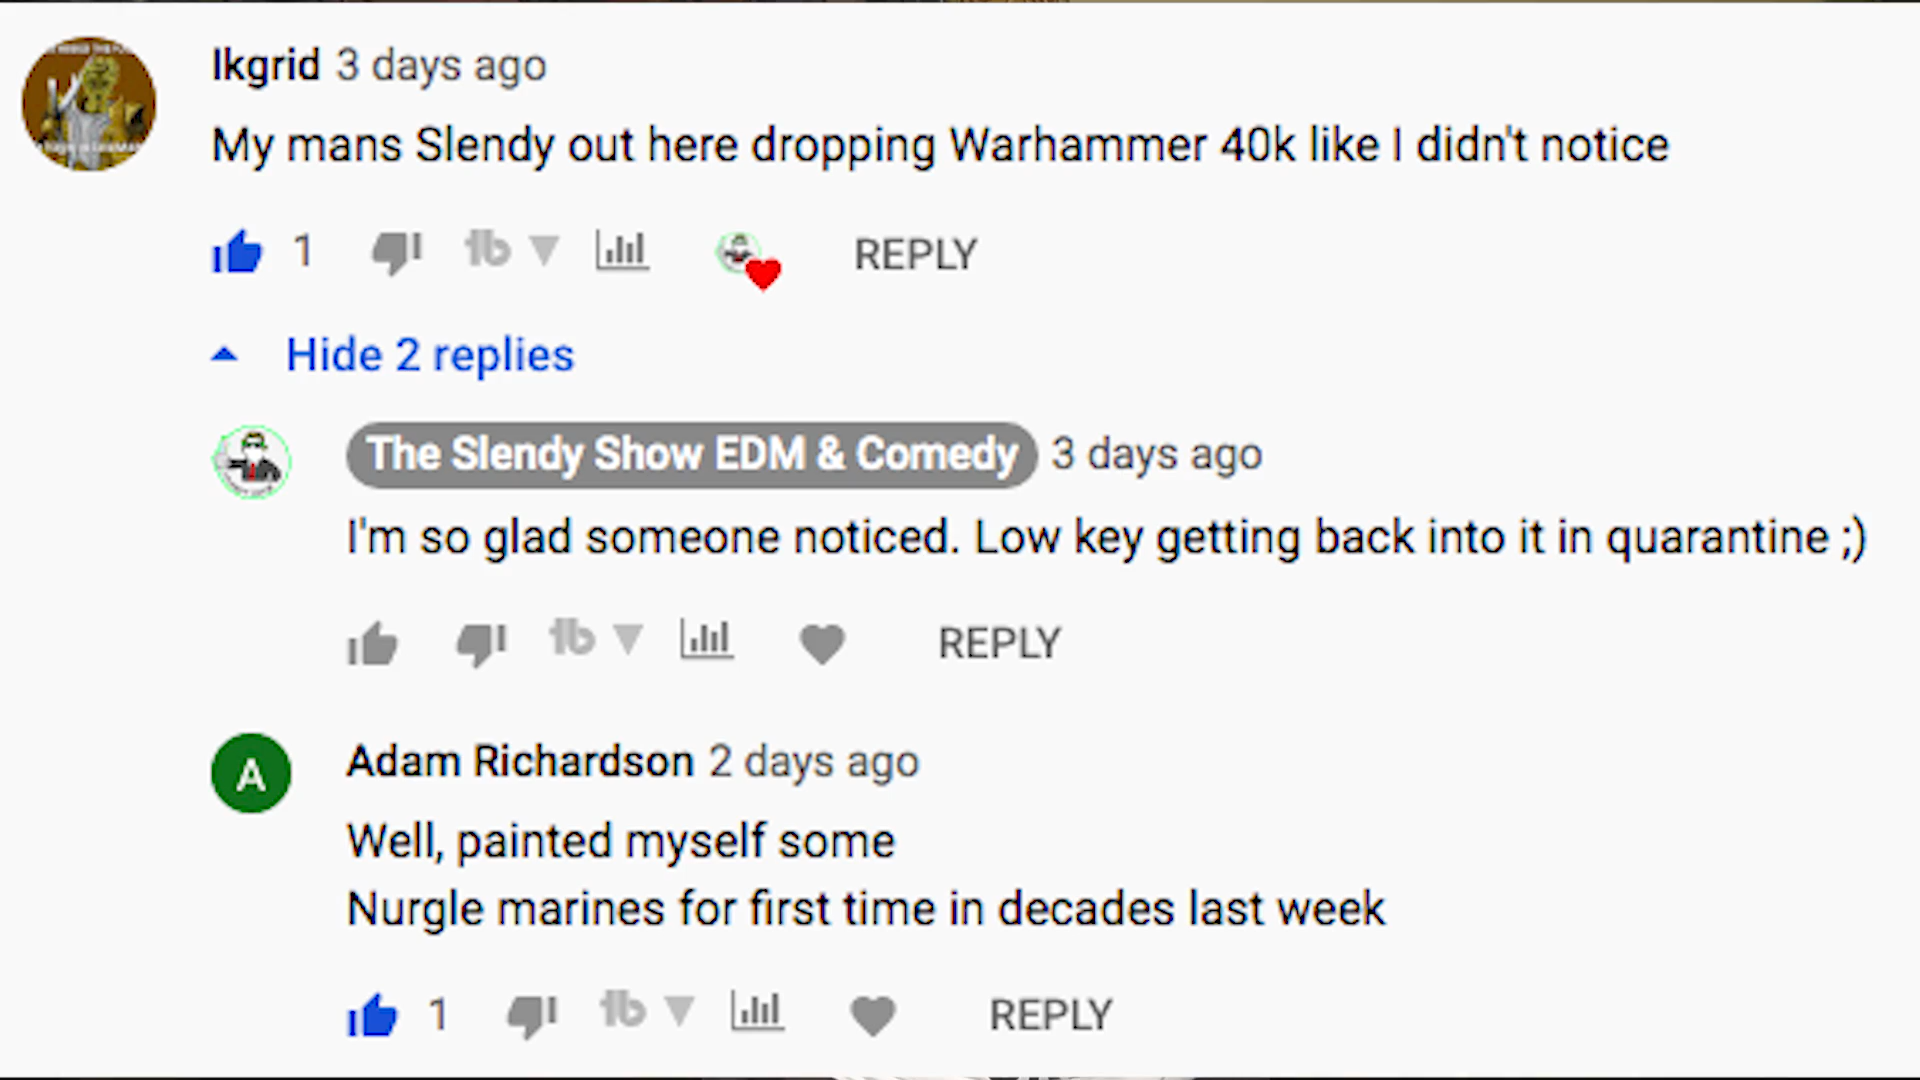 Ikgrid 3 days ago
My mans Slendy out here dropping Warhammer 40k like I didn't notice
1 REPLY
Hide 2 replies
The Slendy Show EDM & Comedy 3 days ago
I'm so glad someone noticed. Low key getting back into it in quarantine ;)
REPLY
A
Adam Richardson 2 days ago
Well, painted myself some
Nurgle marines for first time in decades last week
1 REPLY